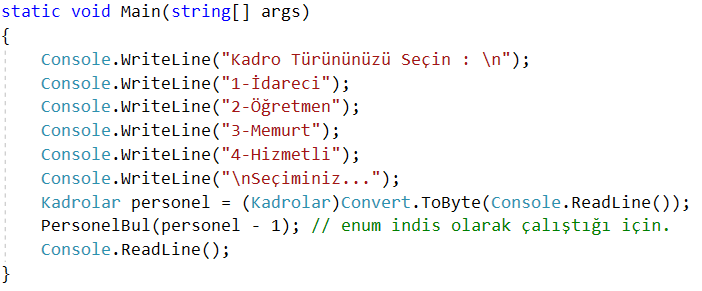 static void Main(string[] args)
{
Console.WriteLine("Kadro Türününüzü Seçin : \n");
Console.WriteLine("1-İdareci");
Console.WriteLine("2-Öğretmen");
Console.WriteLine("3-Memurt");
Console.WriteLine("4-Hizmetli");
Console.WriteLine("\nSeçiminiz...");
Kadrolar personel = (Kadrolar)Convert.ToByte(Console.ReadLine());
PersonelBul(personel - 1); // enum indis olarak çalıştığı için.
Console.ReadLine();
}